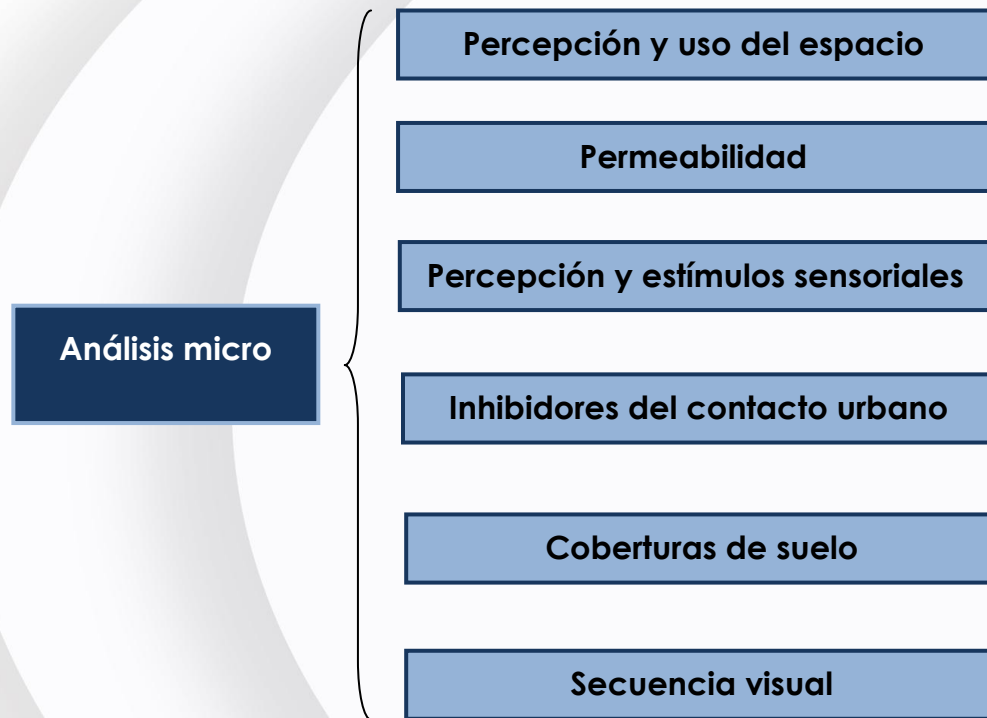 Percepción y uso del espacio
Permeabilidad
Percepción y estímulos sensoriales
Análisis micro
Inhibidores del contacto urbano
Coberturas de suelo
Secuencia visual